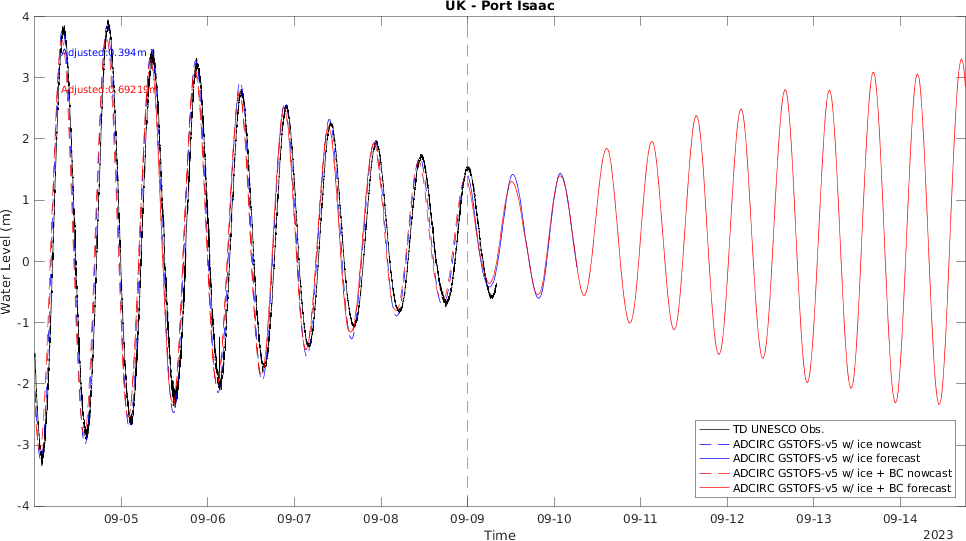 UK - Port Isaac
4
3
2
1
0
-1
-2
-3
-4
Water Level (m)
Adjusted:0.394m
Adjusted:0.69219m
09-05
09-06
09-07
09-08
09-09
09-10
09-11
09-12
09-13
09-14
2023
Time
TD UNESCO Obs.
ADCIRC GSTOFS-v5 w/ ice nowcast
ADCIRC GSTOFS-v5 w/ ice forecast
ADCIRC GSTOFS-v5 w/ ice + BC nowcast
ADCIRC GSTOFS-v5 w/ ice + BC forecast